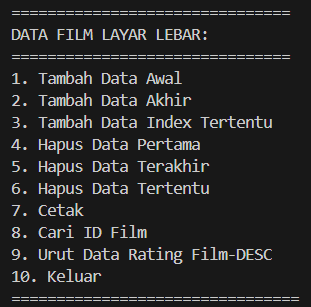 ===============================
DATA FILM LAYAR LEBAR:
===============================
1. Tambah Data Awal
2. Tambah Data Akhir
3. Tambah Data Index Tertentu
4. Hapus Data Pertama
5. Hapus Data Terakhir
6. Hapus Data Tertentu
7. Cetak
8. Cari ID Film
9. Urut Data Rating Film-DESC
10. Keluar
================================